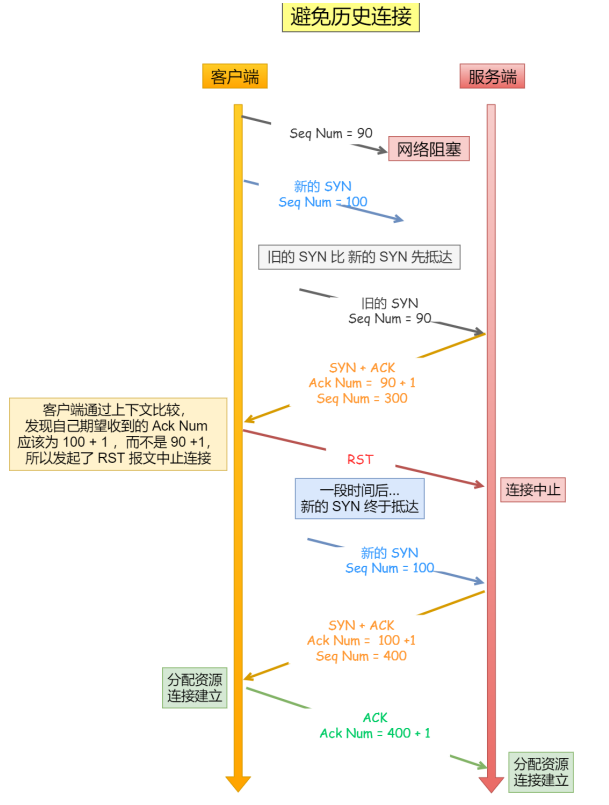 避免历史连接
客户端
服务端
Seq Num = 90
网络阻塞
新的 SYN
Seq Num = 100
旧的 SYN 比 新的 SYN 先抵达
旧的 SYN
Seq Num = 90
SYN + ACK
Ack Num = 90 + 1
Seq Num = 300
客户端通过上下文比较，
发现自己期望收到的 Ack Num
应该为 100 + 1 ，而不是 90 +1，
所以发起了 RST 报文中止连接
RST
连接中止
一段时间后...
新的 SYN 终于抵达
新的 SYN
Seq Num = 100
SYN + ACK
Ack Num = 100 +1
Seq Num = 400
分配资源
连接建立
ACK
Ack Num = 400 + 1
分配资源
连接建立